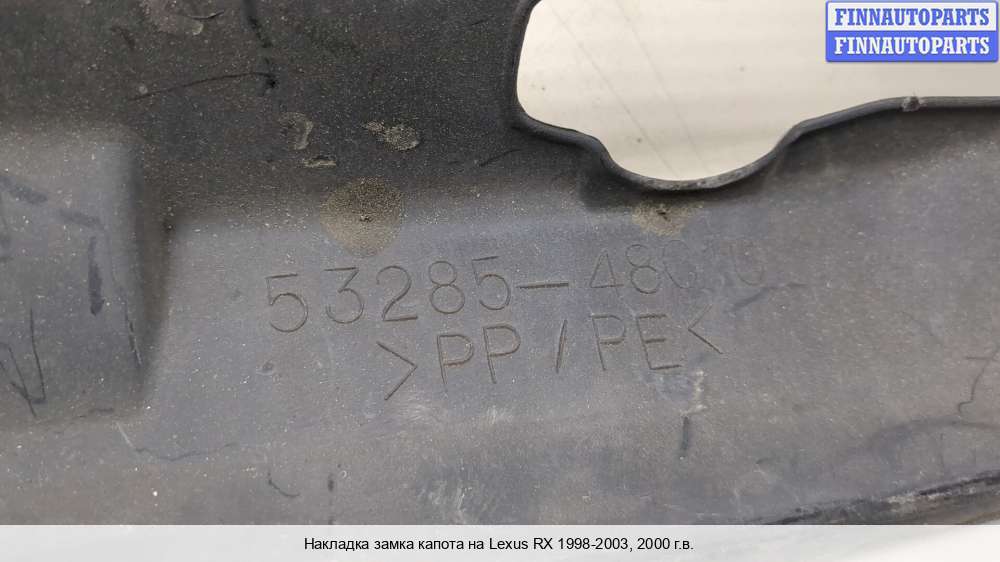 FINNAUTOPARTS
FINNAUTOPARTS
53285-48010
>PP/PE<
Накладка замка капота на Lexus RX 1998-2003, 2000 г.в.